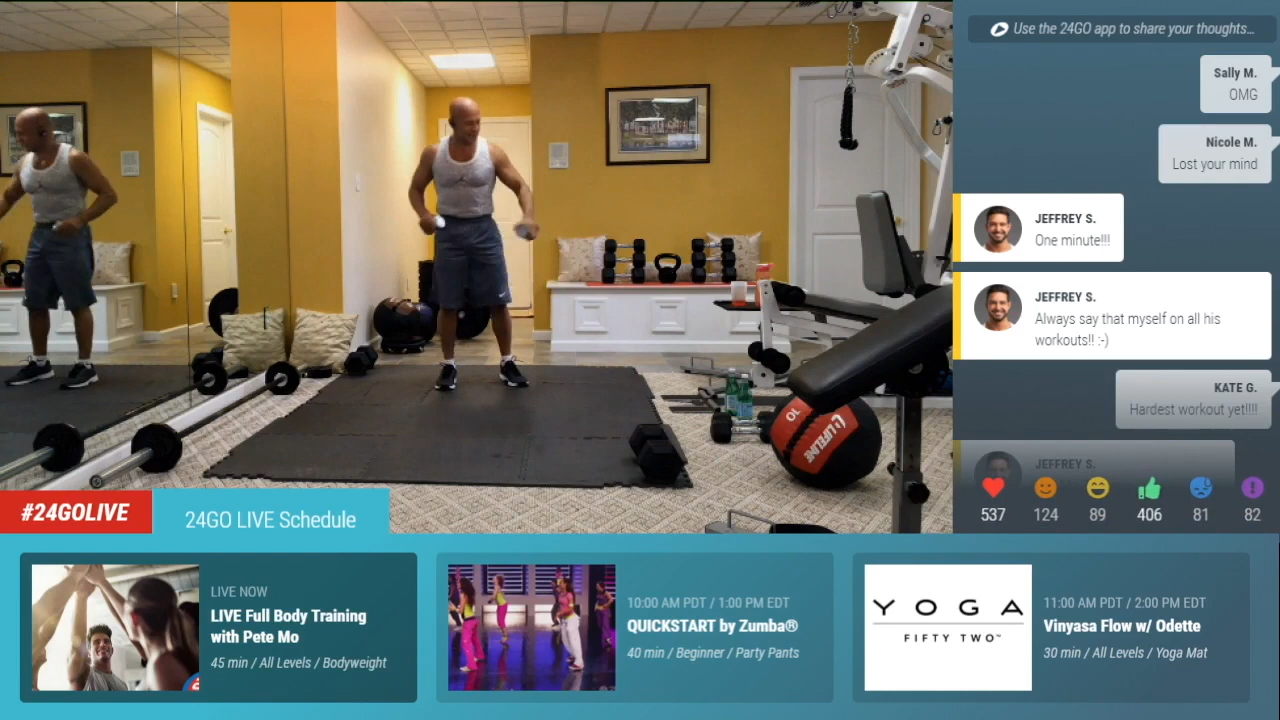 Use the 24GO app to share your thoughts...
Sally M.
OMG
Nicole M.
Lost your mind
JEFFREY S.
One minute!!!
JEFFREY S.
Always say that myself on all his
workouts!! :-)
KATE G.
Hardest workout yet!!!!
JEFFREY S.
537 124 89 406 81 82
LIFELINE
10
#24GOLIVE
24GO LIVE Schedule
LIVE NOW
LIVE Full Body Training
with Pete Mo
45 min / All Levels / Bodyweight
10:00 AM PDT / 1:00 PM EDT
QUICKSTART by Zumba®
40 min / Beginner / Party Pants
YOGA
FIFTY TWO™
11:00 AM PDT / 2:00 PM EDT
Vinyasa Flow w/ Odette
30 min / All Levels / Yoga Mat